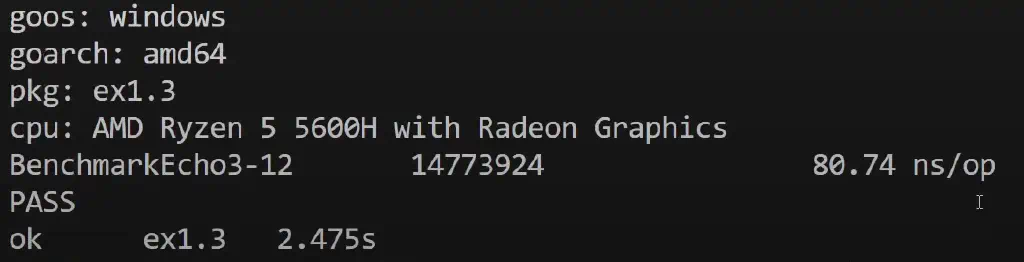 goos: windows
goarch: amd64
pkg: ex1.3
cpu: AMD Ryzen 5 5600H with Radeon Graphics
BenchmarkEcho3-12 14773924 80.74 ns/op
PASS
ok ex1.3 2.475s